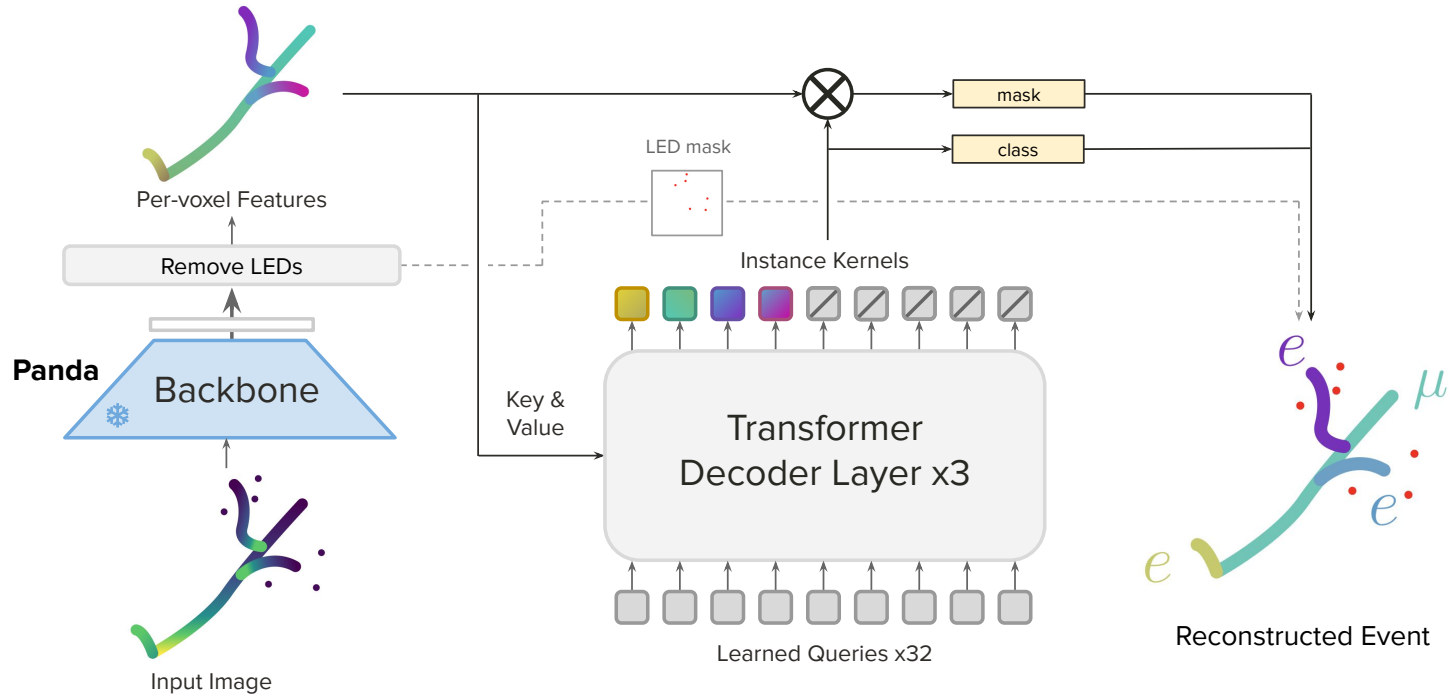 Per-voxel Features
Remove LEDs
Panda
Backbone
Input Image
LED mask
mask
class
Instance Kernels
Key &
Value
Transformer
Decoder Layer x3
Learned Queries x32
e
μ
e
e
Reconstructed Event